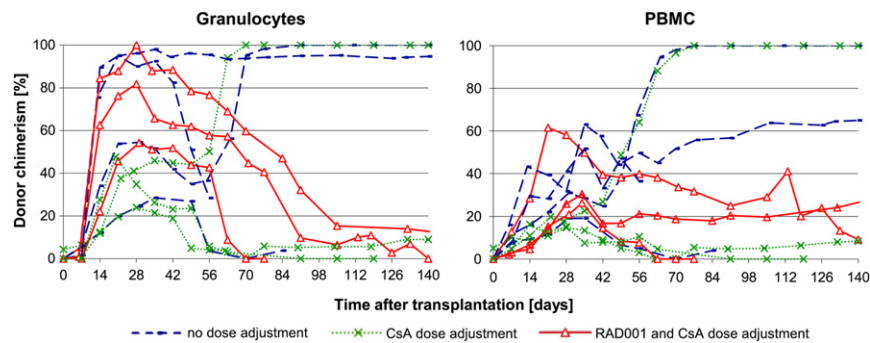 Granulocytes
PBMC
Donor chimerism [%]
100
80
60
40
20
0
0 14 28 42 56 70 84 98 112 126 140
100
80
60
40
20
0
0 14 28 42 56 70 84 98 112 126 140
Time after transplantation [days]
no dose adjustment
CsA dose adjustment
RAD001 and CsA dose adjustment